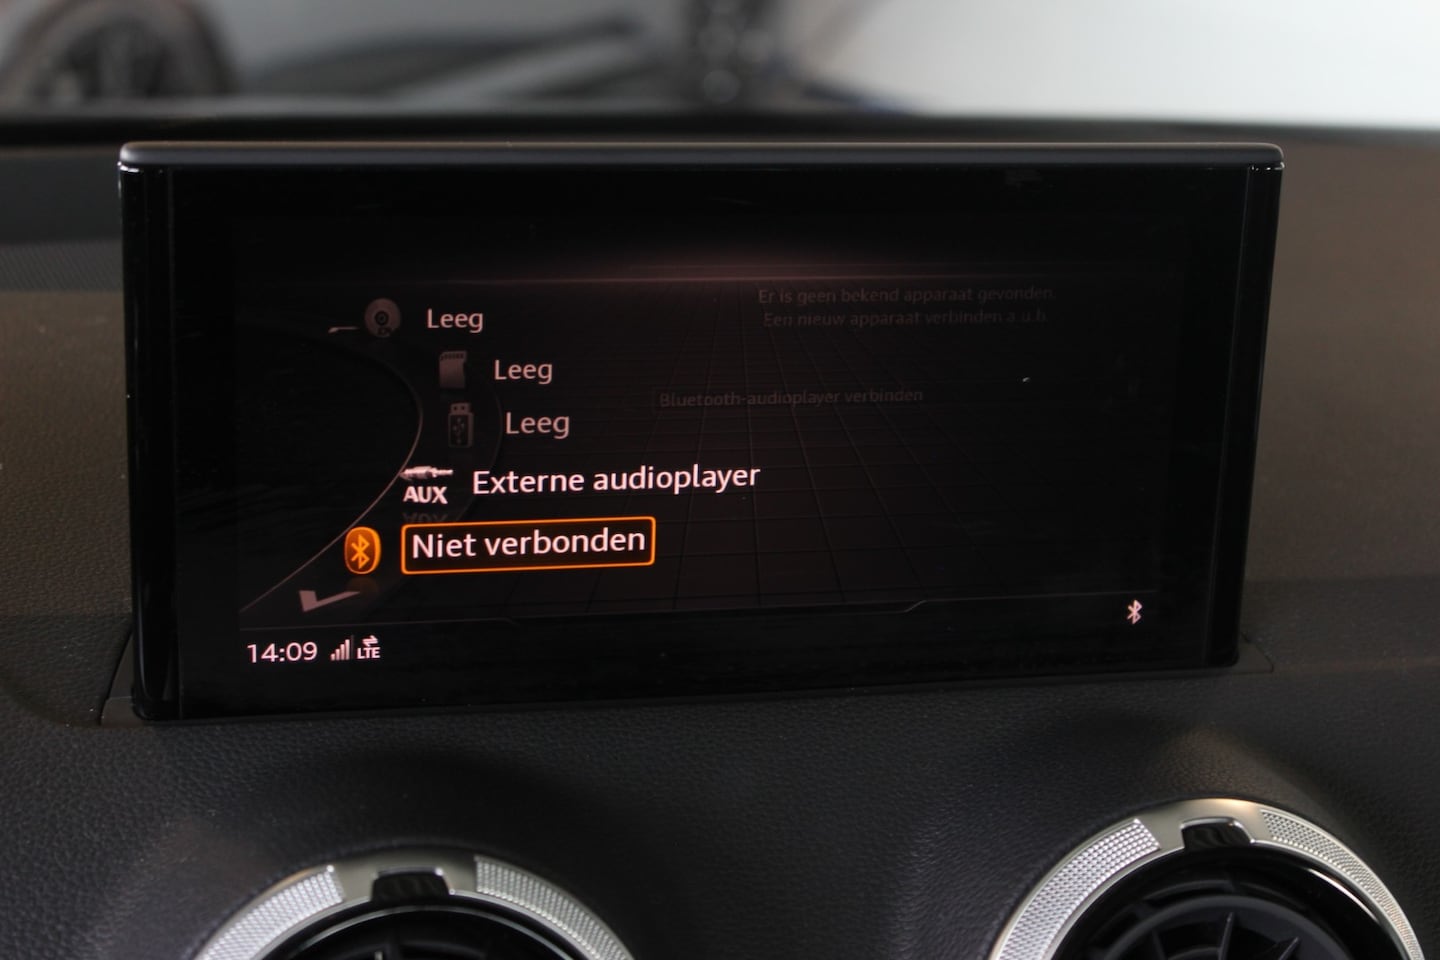 Leeg
Er is geen bekend apparaat gevonden.
Een nieuw apparaat verbinden a.u.b.
Leeg
Bluetooth-audioplayer verbinden
Leeg
AUX Externe audioplayer
Niet verbonden
14:09 LTE